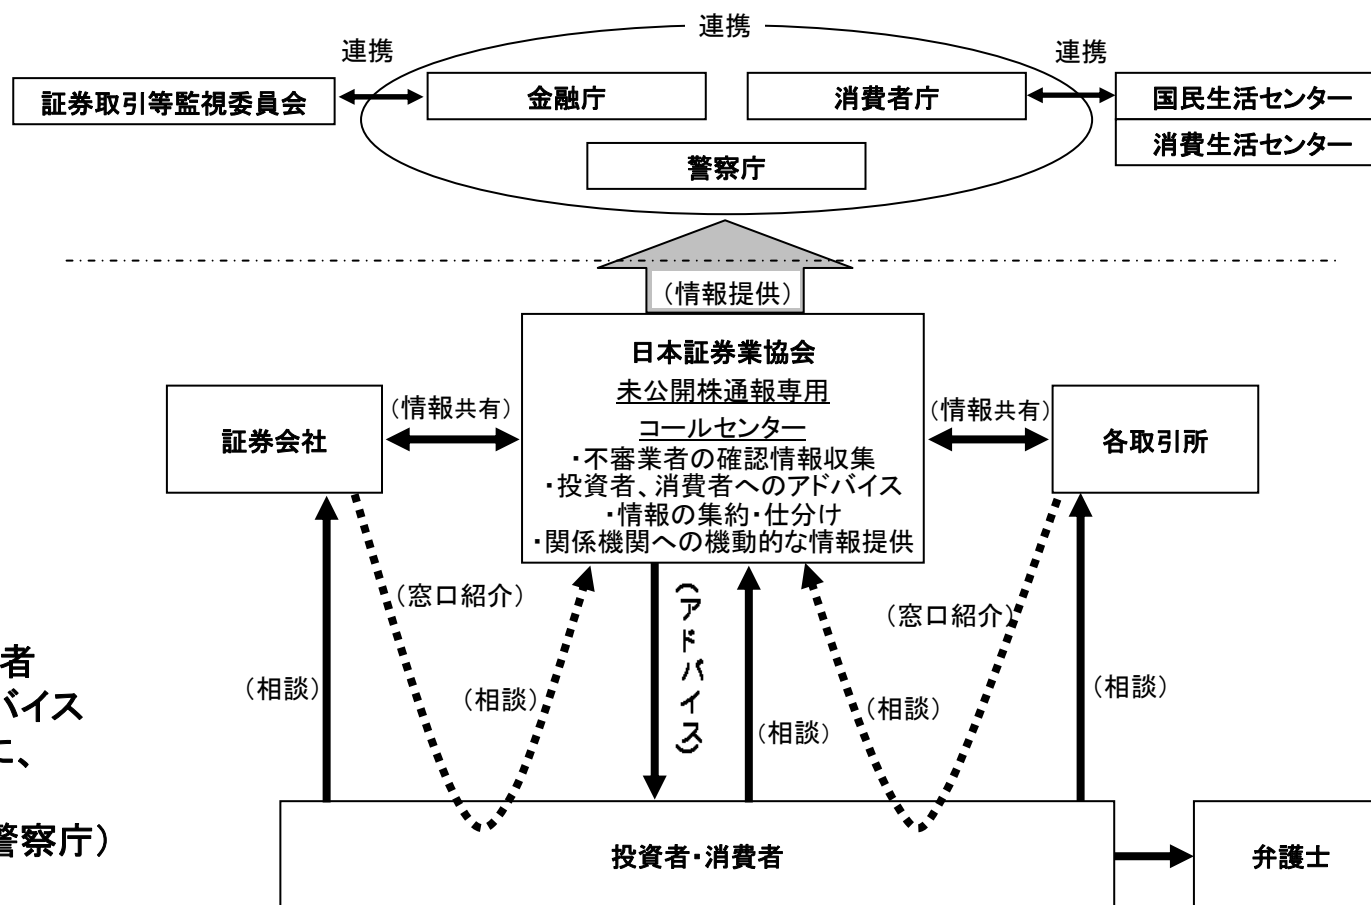 連携
連携
連携
証券取引等監視委員会
金融庁
消費者庁
国民生活センター
消費生活センター
警察庁
（情報提供）
日本証券業協会
未公開株通報専用
コールセンター
・不審業者の確認情報収集
・投資者、消費者へのアドバイス
・情報の集約・仕分け
・関係機関への機動的な情報提供
証券会社
（情報共有）
（情報共有）
各取引所
（窓口紹介）
（アドバイス）
（窓口紹介）
（相談）
（相談）
（相談）
（相談）
（相談）
者
バイス
に、
警察庁）
投資者・消費者
弁護士